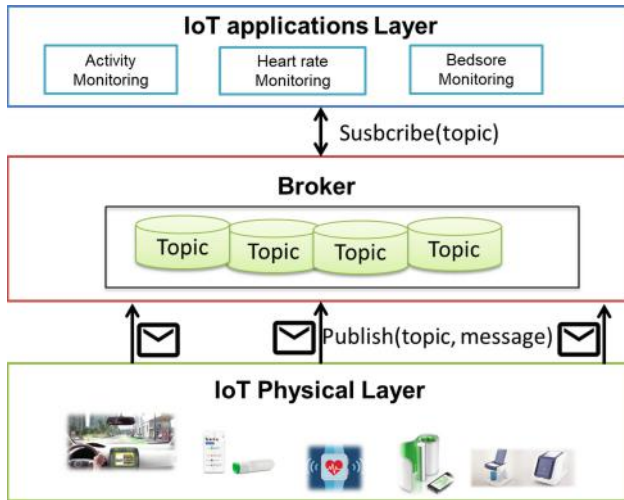 IoT applications Layer
Activity
Monitoring
Heart rate
Monitoring
Bedsore
Monitoring
Susbcribe(topic)
Broker
Topic
Topic
Topic
Topic
Publish(topic, message)
IoT Physical Layer